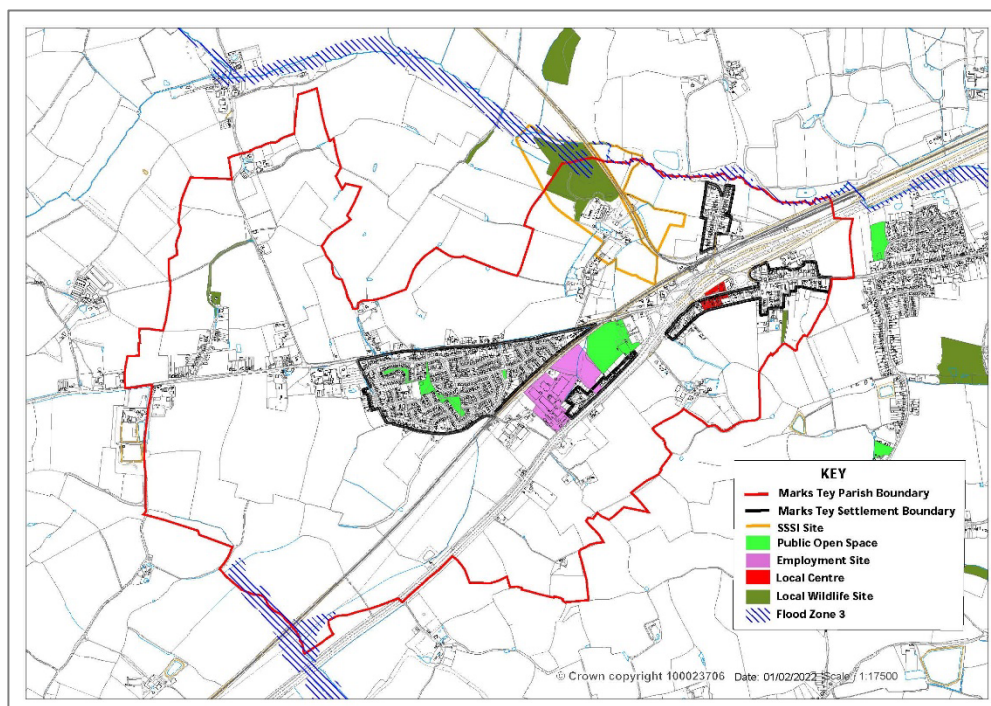 KEY
Marks Tey Parish Boundary
Marks Tey Settlement Boundary
SSSI Site
Public Open Space
Employment Site
Local Centre
Local Wildlife Site
Flood Zone 3
© Crown copyright 100023706 Date: 01/02/2022 Scale : 1:17500